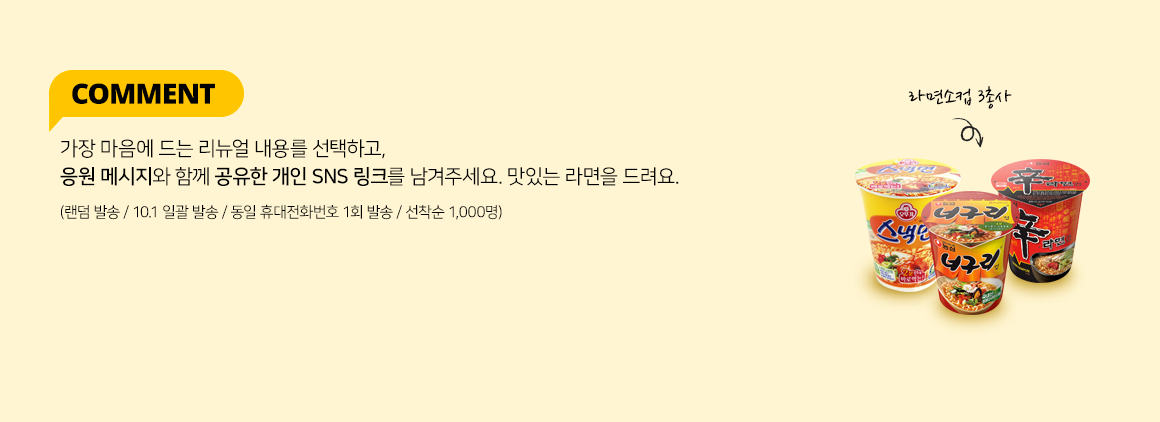 COMMENT
가장 마음에 드는 리뉴얼 내용를 선택하고,
응원 메시지와 함께 공유한 개인 SNS 링크를 남겨주세요. 맛있는 라면을 드려요.
(랜덤 발송 / 10.1 일괄 발송 / 동일 휴대전화번호 1회 발송 / 선착순 1,000명)
라면소컵 3총사
스낵면
너구리
너구리
辛
辛
라면